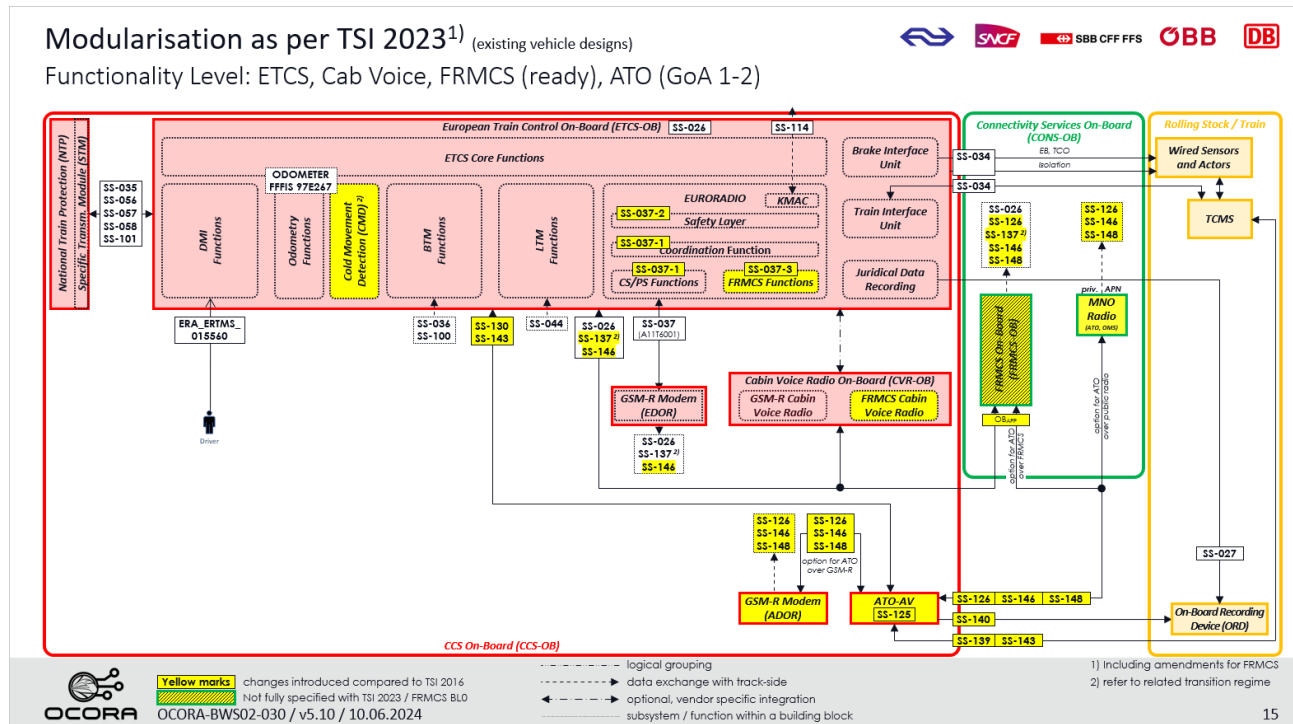 Modularisation as per TSI 2023 1) (existing vehicle designs)
Functionality Level: ETCS, Cab Voice, FRMCS (ready), ATO (GoA 1-2)
SNCF
SBB CFF FFS
ÖBB
DB
National Train Protection (NTP)
Specific Transm. Module (STM)
SS-035
SS-056
SS-057
SS-058
SS-101
European Train Control On-Board (ETCS-OB)
SS-026
SS-114
ETCS Core Functions
Brake Interface
Unit
DMI
Functions
ODOMETER
FFFIS 97E267
Odometry
Functions
Cold Movement
Detection (CMD) 2)
BTM
Functions
LTM
Functions
EURORADIO
KMAC
SS-037-2
Safety Layer
SS-037-1
Coordination Function
SS-037-1
CS/PS Functions
SS-037-3
FRMCS Functions
Train Interface
Unit
Juridical Data
Recording
Connectivity Services On-Board
(CONS-OB)
SS-034
EB, TCO
Isolation
SS-034
Rolling Stock / Train
Wired Sensors
and Actors
TCMS
SS-026
SS-126
SS-137 2)
SS-146
SS-148
SS-126
SS-146
SS-148
priv. APN
MNO
Radio
(ATO, OMS)
FRMCS On-Board
(FRMCS-OB)
OBAPP
option for ATO
over FRMCS
option for ATO
over public radio
ERA_ERTMS_
015560
Driver
SS-036
SS-100
SS-130
SS-143
SS-044
SS-026
SS-137 2)
SS-146
SS-037
(A11T6001)
GSM-R Modem
(EDOR)
SS-026
SS-137 2)
SS-146
Cabin Voice Radio On-Board (CVR-OB)
GSM-R Cabin
Voice Radio
FRMCS Cabin
Voice Radio
SS-126
SS-146
SS-148
SS-126
SS-146
SS-148
option for ATO
over GSM-R
GSM-R Modem
(ADOR)
ATO-AV
SS-125
SS-126 SS-146 SS-148
SS-140
SS-139 SS-143
SS-027
On-Board Recording
Device (ORD)
CCS On-Board (CCS-OB)
OCORA
Yellow marks changes introduced compared to TSI 2016
Not fully specified with TSI 2023 / FRMCS BL0
OCORA-BWS02-030 / v5.10 / 10.06.2024
logical grouping
data exchange with track-side
optional, vendor specific integration
subsystem / function within a building block
1) Including amendments for FRMCS
2) refer to related transition regime
15